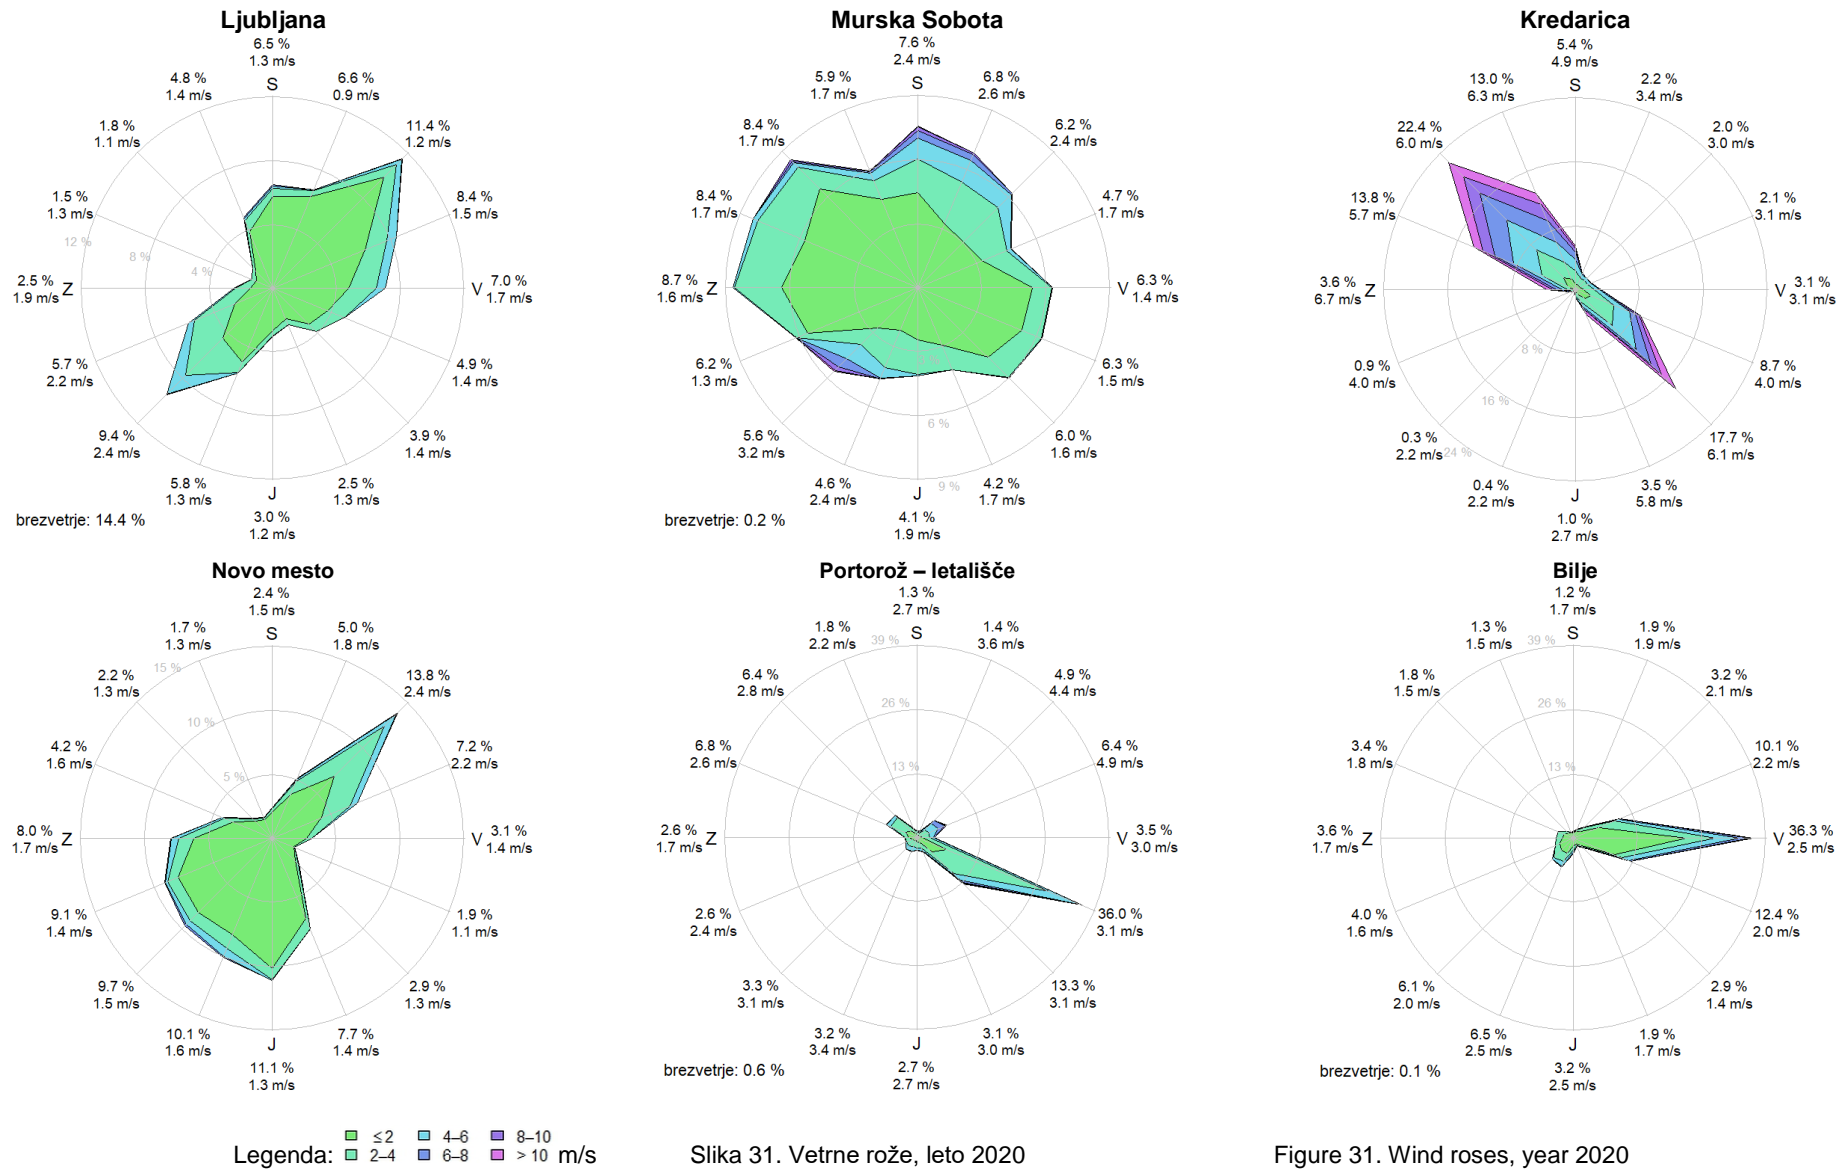 Ljubljana
6.5 %
1.3 m/s
S
6.6 %
0.9 m/s
11.4 %
1.2 m/s
8.4 %
1.5 m/s
V
7.0 %
1.7 m/s
4.9 %
1.4 m/s
3.9 %
1.4 m/s
2.5 %
1.3 m/s
J
3.0 %
1.2 m/s
5.8 %
1.3 m/s
9.4 %
2.4 m/s
5.7 %
2.2 m/s
2.5 %
1.9 m/s
Z
1.5 %
1.3 m/s
1.8 %
1.1 m/s
4.8 %
1.4 m/s
12 %
8 %
4 %
brezvetrje: 14.4 %
Murska Sobota
7.6 %
2.4 m/s
S
6.8 %
2.6 m/s
6.2 %
2.4 m/s
4.7 %
1.7 m/s
V
6.3 %
1.4 m/s
6.3 %
1.5 m/s
6.0 %
1.6 m/s
4.2 %
1.7 m/s
J
4.1 %
1.9 m/s
4.6 %
2.4 m/s
5.6 %
3.2 m/s
6.2 %
1.3 m/s
8.7 %
1.6 m/s
Z
8.4 %
1.7 m/s
8.4 %
1.7 m/s
5.9 %
1.7 m/s
6 %
9 %
brezvetrje: 0.2 %
Kredarica
5.4 %
4.9 m/s
S
2.2 %
3.4 m/s
2.0 %
3.0 m/s
2.1 %
3.1 m/s
V
3.1 %
3.1 m/s
8.7 %
4.0 m/s
17.7 %
6.1 m/s
3.5 %
5.8 m/s
J
1.0 %
2.7 m/s
0.4 %
2.2 m/s
0.3 %
2.2 m/s
0.9 %
4.0 m/s
3.6 %
6.7 m/s
Z
13.8 %
5.7 m/s
22.4 %
6.0 m/s
13.0 %
6.3 m/s
8 %
16 %
24 %
Novo mesto
2.4 %
1.5 m/s
S
5.0 %
1.8 m/s
13.8 %
2.4 m/s
7.2 %
2.2 m/s
V
3.1 %
1.4 m/s
1.9 %
1.1 m/s
2.9 %
1.3 m/s
7.7 %
1.4 m/s
J
11.1 %
1.3 m/s
10.1 %
1.6 m/s
9.7 %
1.5 m/s
9.1 %
1.4 m/s
8.0 %
1.7 m/s
Z
4.2 %
1.6 m/s
2.2 %
1.3 m/s
1.7 %
1.3 m/s
15 %
10 %
5 %
Portorož – letališče
1.3 %
2.7 m/s
S
1.4 %
3.6 m/s
4.9 %
4.4 m/s
6.4 %
4.9 m/s
V
3.5 %
3.0 m/s
36.0 %
3.1 m/s
13.3 %
3.1 m/s
3.1 %
3.0 m/s
J
2.7 %
2.7 m/s
3.2 %
3.4 m/s
3.3 %
3.1 m/s
2.6 %
2.4 m/s
2.6 %
1.7 m/s
Z
6.8 %
2.6 m/s
6.4 %
2.8 m/s
1.8 %
2.2 m/s
39 %
26 %
13 %
brezvetrje: 0.6 %
Bilje
1.2 %
1.7 m/s
S
1.9 %
1.9 m/s
3.2 %
2.1 m/s
10.1 %
2.2 m/s
V
36.3 %
2.5 m/s
12.4 %
2.0 m/s
2.9 %
1.4 m/s
1.9 %
1.7 m/s
J
3.2 %
2.5 m/s
6.5 %
2.5 m/s
6.1 %
2.0 m/s
4.0 %
1.6 m/s
3.6 %
1.7 m/s
Z
3.4 %
1.8 m/s
1.8 %
1.5 m/s
1.3 %
1.5 m/s
39 %
26 %
13 %
brezvetrje: 0.1 %
Legenda:
≤ 2
4–6
8–10
2–4
6–8
> 10
m/s
Slika 31. Vetrne rože, leto 2020
Figure 31. Wind roses, year 2020